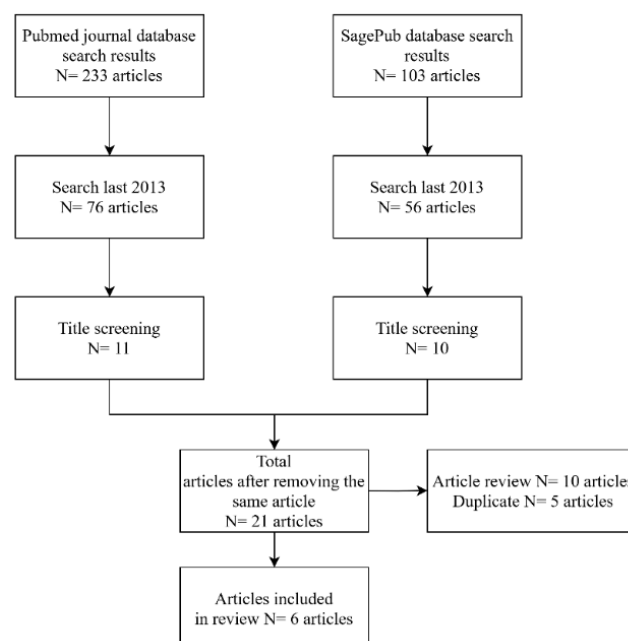 Pubmed journal database
search results
N= 233 articles
SagePub database search
results
N= 103 articles
Search last 2013
N= 76 articles
Search last 2013
N= 56 articles
Title screening
N= 11
Title screening
N= 10
Total
articles after removing the
same article
N= 21 articles
Article review N= 10 articles
Duplicate N= 5 articles
Articles included
in review N= 6 articles